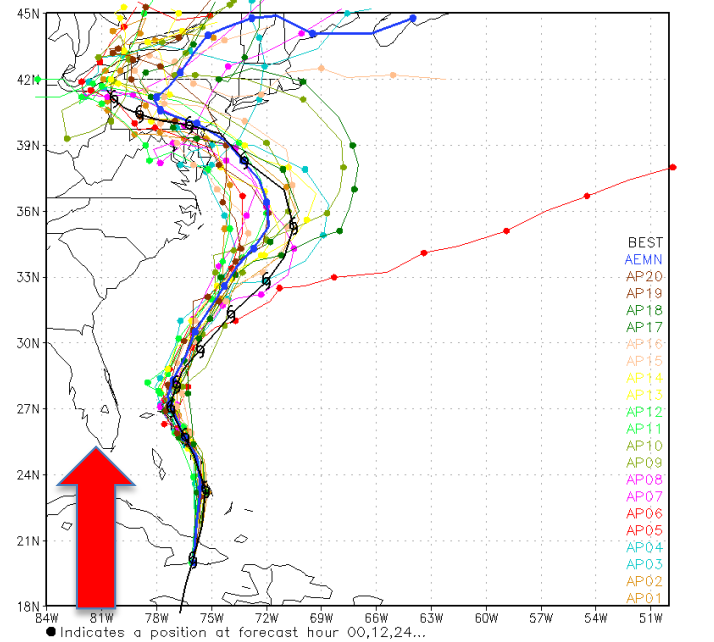 45N
42N
39N
36N
33N
30N
27N
24N
21N
18N
BEST
AEMN
AP20
AP19
AP18
AP17
AP16
AP15
AP14
AP13
AP12
AP11
AP10
AP09
AP08
AP07
AP06
AP05
AP04
AP03
AP02
AP01
84W 81W 78W 75W 72W 69W 66W 63W 60W 57W 54W 51W
Indicates a position at forecast hour 00,12,24...